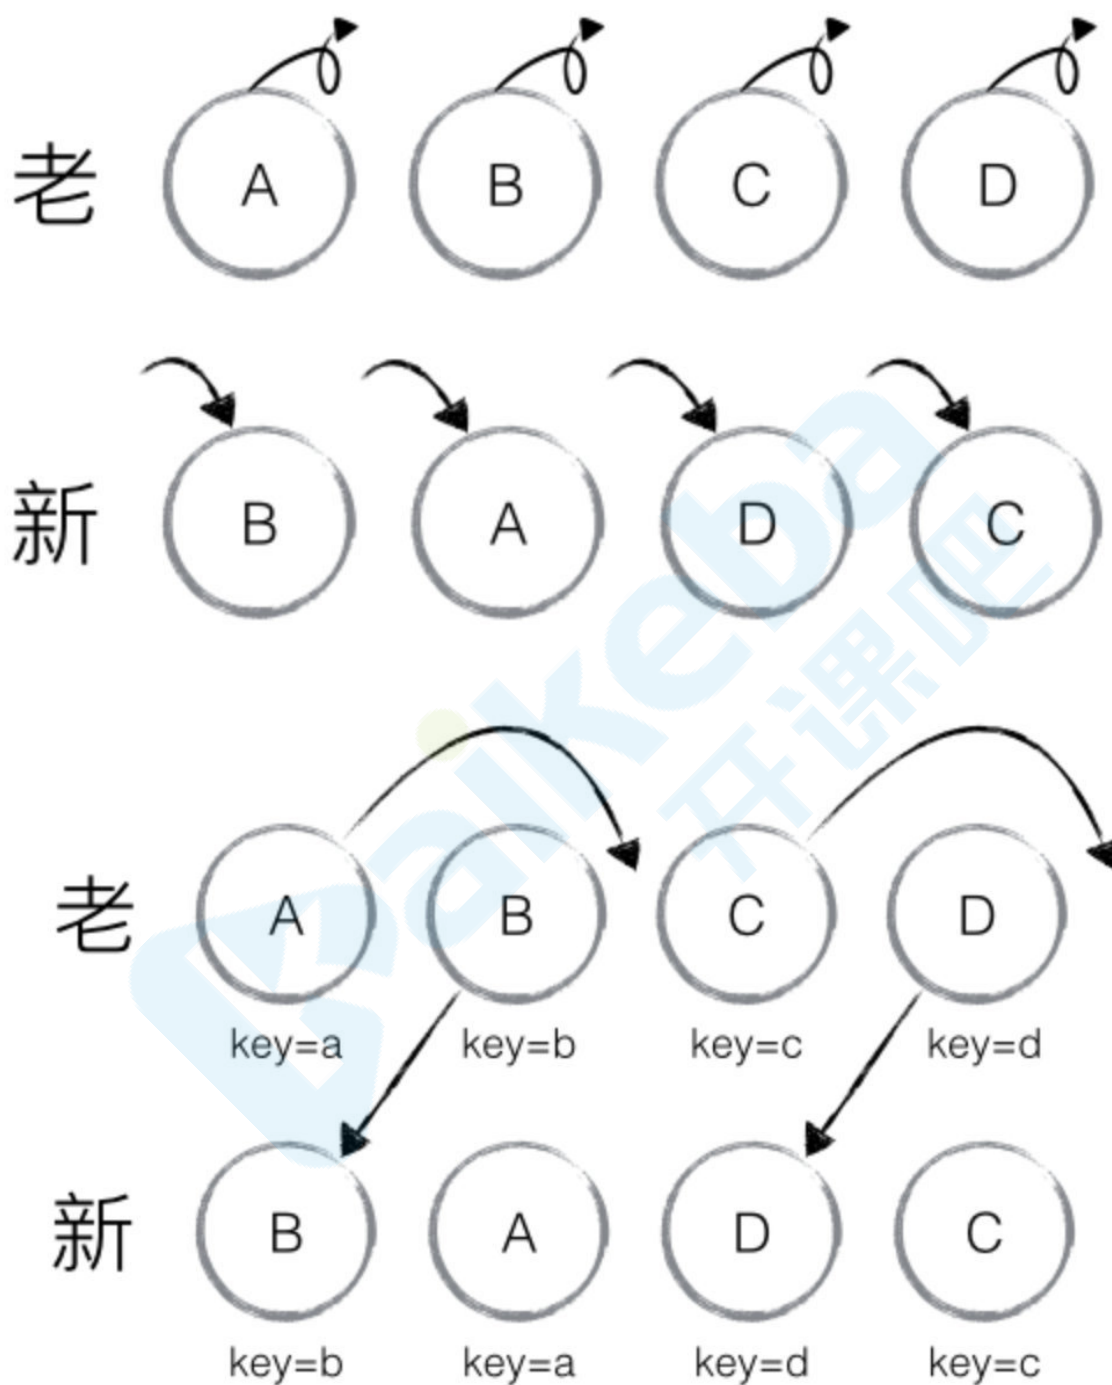 老 A B C D
新 B A D C
老 A B C D
key=a key=b key=c key=d
新 B A D C
key=b key=a key=d key=c
Kaikeba
开课吧